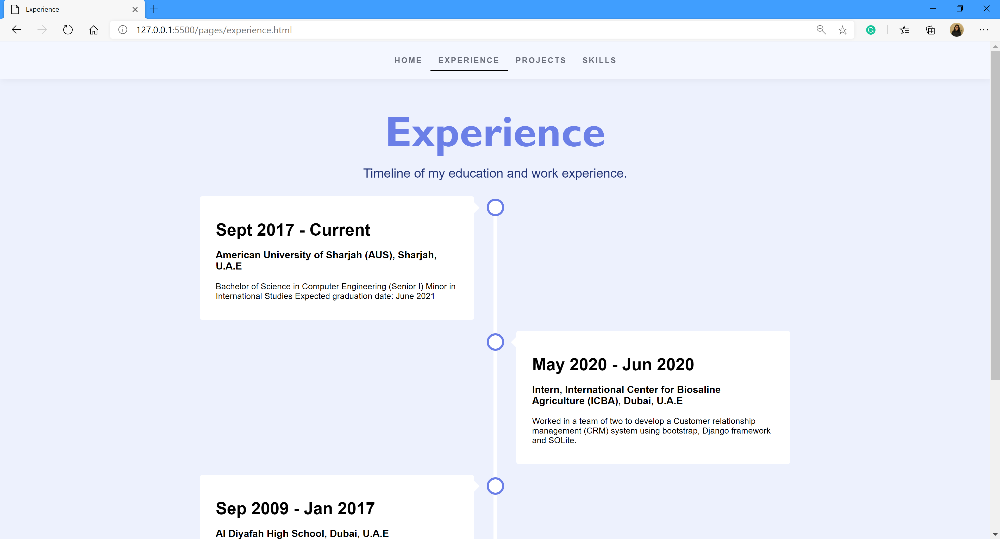 Experience
127.0.0.1:5500/pages/experience.html
HOME EXPERIENCE PROJECTS SKILLS
Experience
Timeline of my education and work experience.
Sept 2017 - Current
American University of Sharjah (AUS), Sharjah,
U.A.E
Bachelor of Science in Computer Engineering (Senior I) Minor in
International Studies Expected graduation date: June 2021
May 2020 - Jun 2020
Intern, International Center for Biosaline
Agriculture (ICBA), Dubai, U.A.E
Worked in a team of two to develop a Customer relationship
management (CRM) system using bootstrap, Django framework
and SQLite.
Sep 2009 - Jan 2017
Al Diyafah High School, Dubai, U.A.E